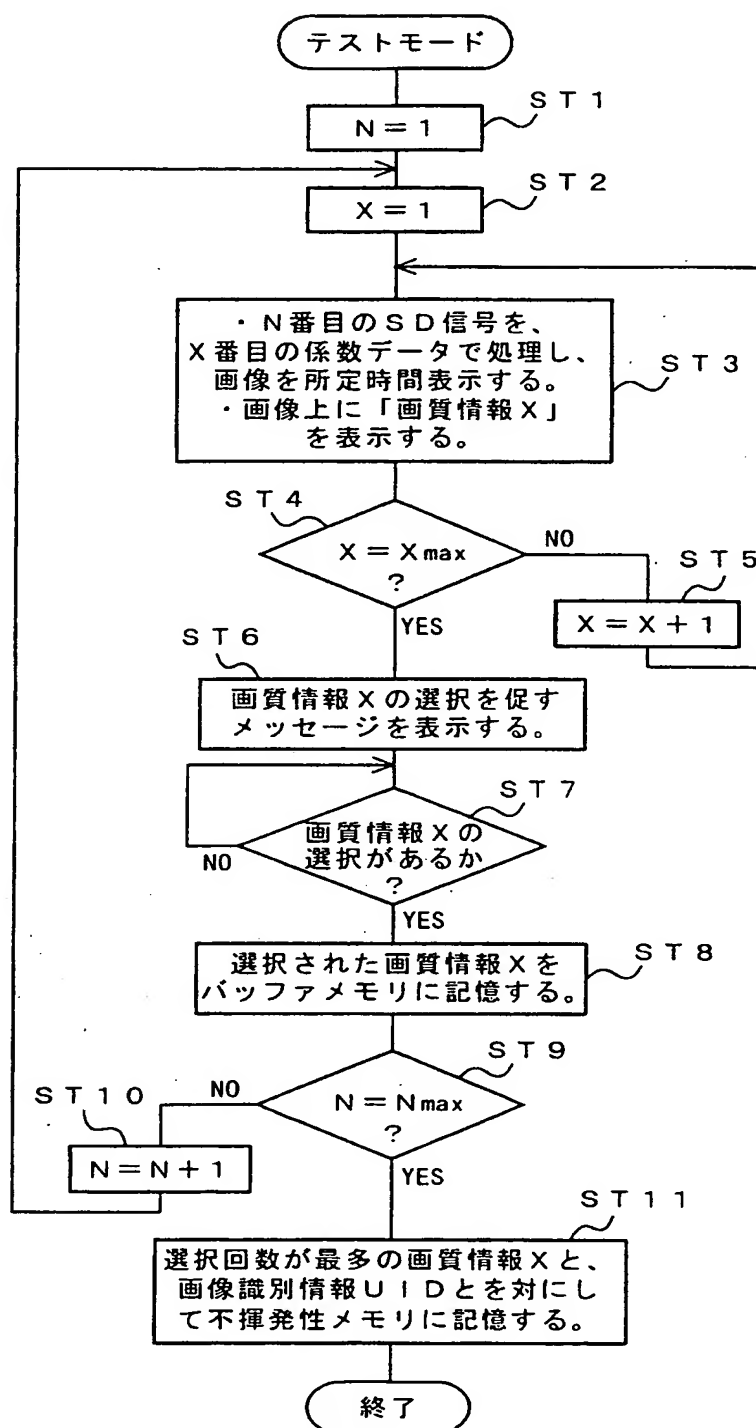 テストモード
ST1
N=1
ST2
X=1
・N番目のSD信号を、
X番目の係数データで処理し、
画像を所定時間表示する。
・画像上に「画質情報X」
を表示する。
ST3
ST4
X=Xmax
?
NO
ST5
X=X+1
YES
ST6
画質情報Xの選択を促す
メッセージを表示する。
ST7
画質情報Xの
選択があるか
?
NO
YES
選択された画質情報Xを
バッファメモリに記憶する。
ST8
ST9
N=Nmax
?
NO
ST10
N=N+1
YES
ST11
選択回数が最多の画質情報Xと、
画像識別情報UIDとを対にし
て不揮発性メモリに記憶する。
終了